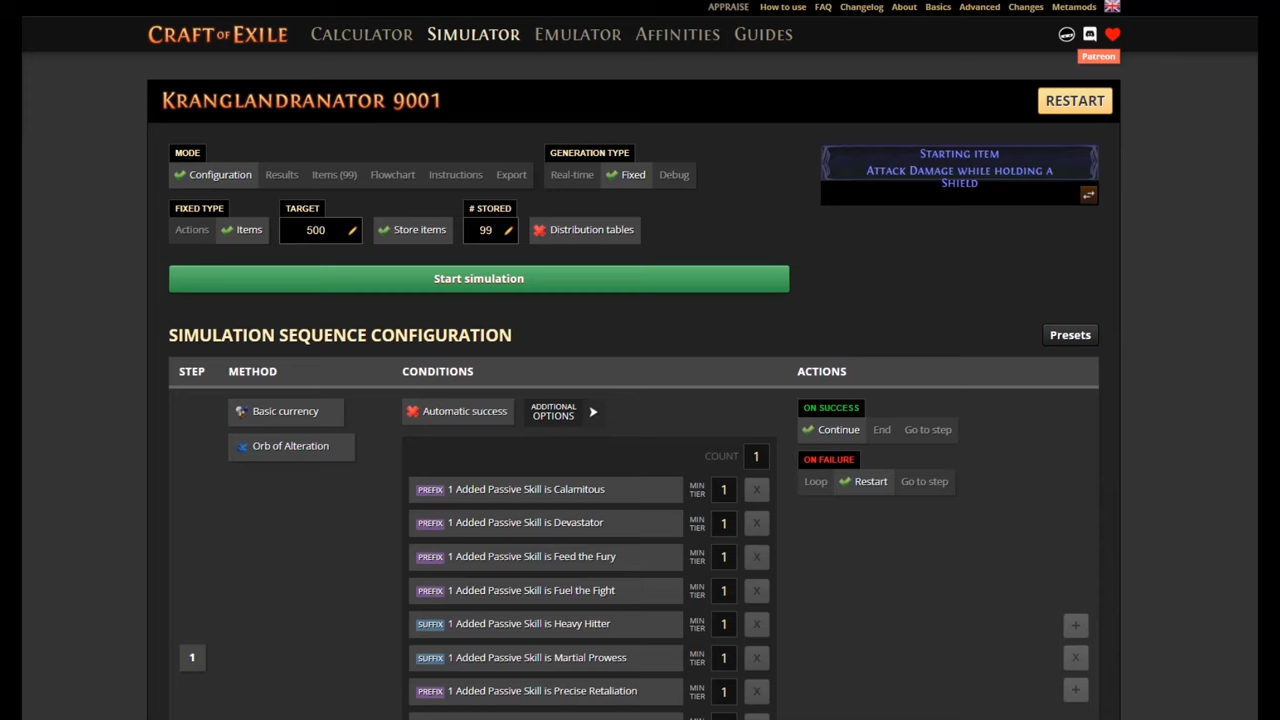 APPRAISE How to use FAQ Changelog About Basics Advanced Changes Metamods
CRAFT OF EXILE CALCULATOR SIMULATOR EMULATOR AFFINITIES GUIDES
Patreon
KRANGLANDRANATOR 9001 RESTART
MODE GENERATION TYPE
Configuration Results Items (99) Flowchart Instructions Export Real-time Fixed Debug
STARTING ITEM
ATTACK DAMAGE WHILE HOLDING A
SHIELD
FIXED TYPE TARGET # STORED
Actions Items 500 Store items 99 Distribution tables
Start simulation
SIMULATION SEQUENCE CONFIGURATION Presets
STEP METHOD CONDITIONS ACTIONS
Basic currency Automatic success ADDITIONAL
OPTIONS
ON SUCCESS
Continue End Go to step
Orb of Alteration
COUNT 1
ON FAILURE
Loop Restart Go to step
PREFIX 1 Added Passive Skill is Calamitous MIN
TIER 1 X
PREFIX 1 Added Passive Skill is Devastator MIN
TIER 1 X
PREFIX 1 Added Passive Skill is Feed the Fury MIN
TIER 1 X
PREFIX 1 Added Passive Skill is Fuel the Fight MIN
TIER 1 X
SUFFIX 1 Added Passive Skill is Heavy Hitter MIN
TIER 1 X +
1 SUFFIX 1 Added Passive Skill is Martial Prowess MIN
TIER 1 X X
PREFIX 1 Added Passive Skill is Precise Retaliation MIN
TIER 1 X +